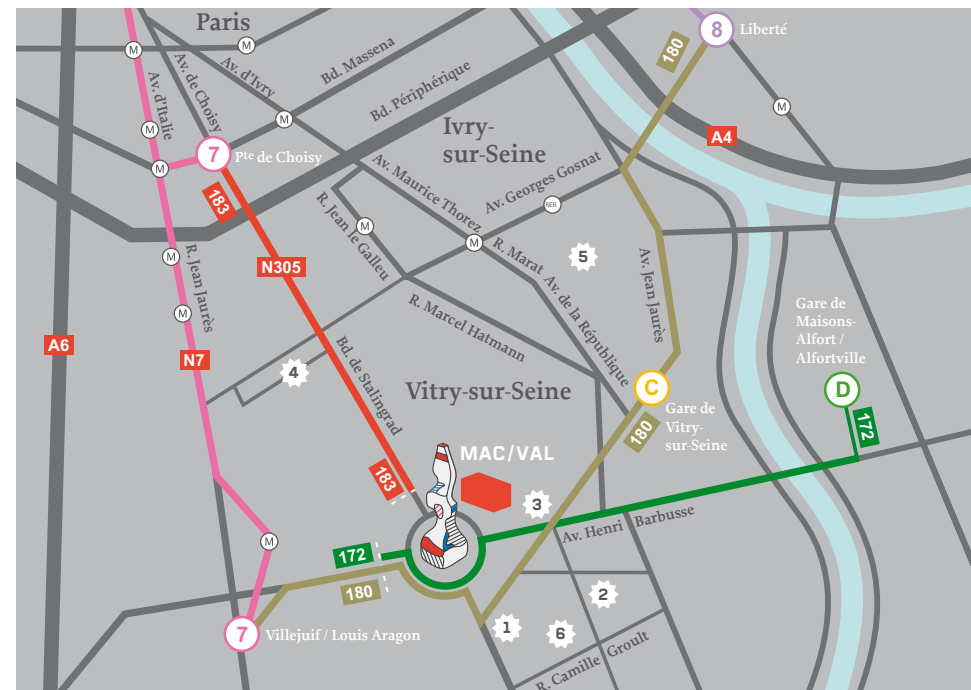 Paris
M
M
Av. de Choisy
Av. d'Ivry
Bd. Massena
180
8
Liberté
M
A4
Av. d'Italie
M
M
Bd. Périphérique
Ivry-
sur-Seine
M
7
Pte de Choisy
183
Av. Maurice Thorez
Av. Georges Gosnat
RER
R. Jean le Galleu
M
M
R. Marat
5
M
R. Jean Jaurès
N305
Av. Jean Jaurès
Av. de la République
M
A6
N7
4
Bd. de Stalingrad
R. Marcel Hatmann
Gare de
Maisons-
Alfort /
Alfortville
Vitry-sur-Seine
C
D
Gare de
Vitry-
sur-Seine
180
172
MAC/VAL
183
3
Av. Henri Barbusse
M
172
180
2
1
6
7
Villejuif / Louis Aragon
R. Camille Groult